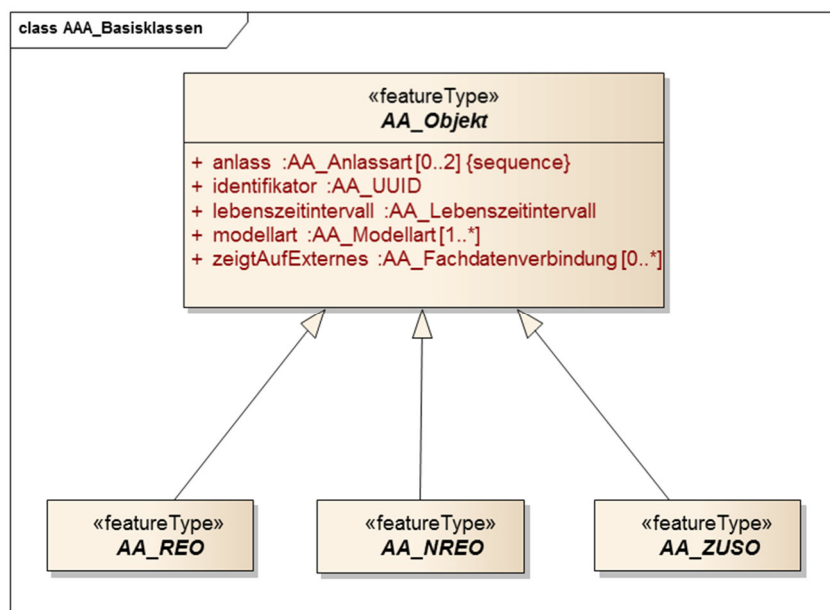 class AAA_Basisklassen
«featureType»
AA_Objekt
+ anlass :AA_Anlassart [0..2] {sequence}
+ identifikator :AA_UUID
+ lebenszeitintervall :AA_Lebenszeitintervall
+ modellart :AA_Modellart [1..*]
+ zeigtAufExternes :AA_Fachdatenverbindung [0..*]
«featureType»
AA_REO
«featureType»
AA_NREO
«featureType»
AA_ZUSO